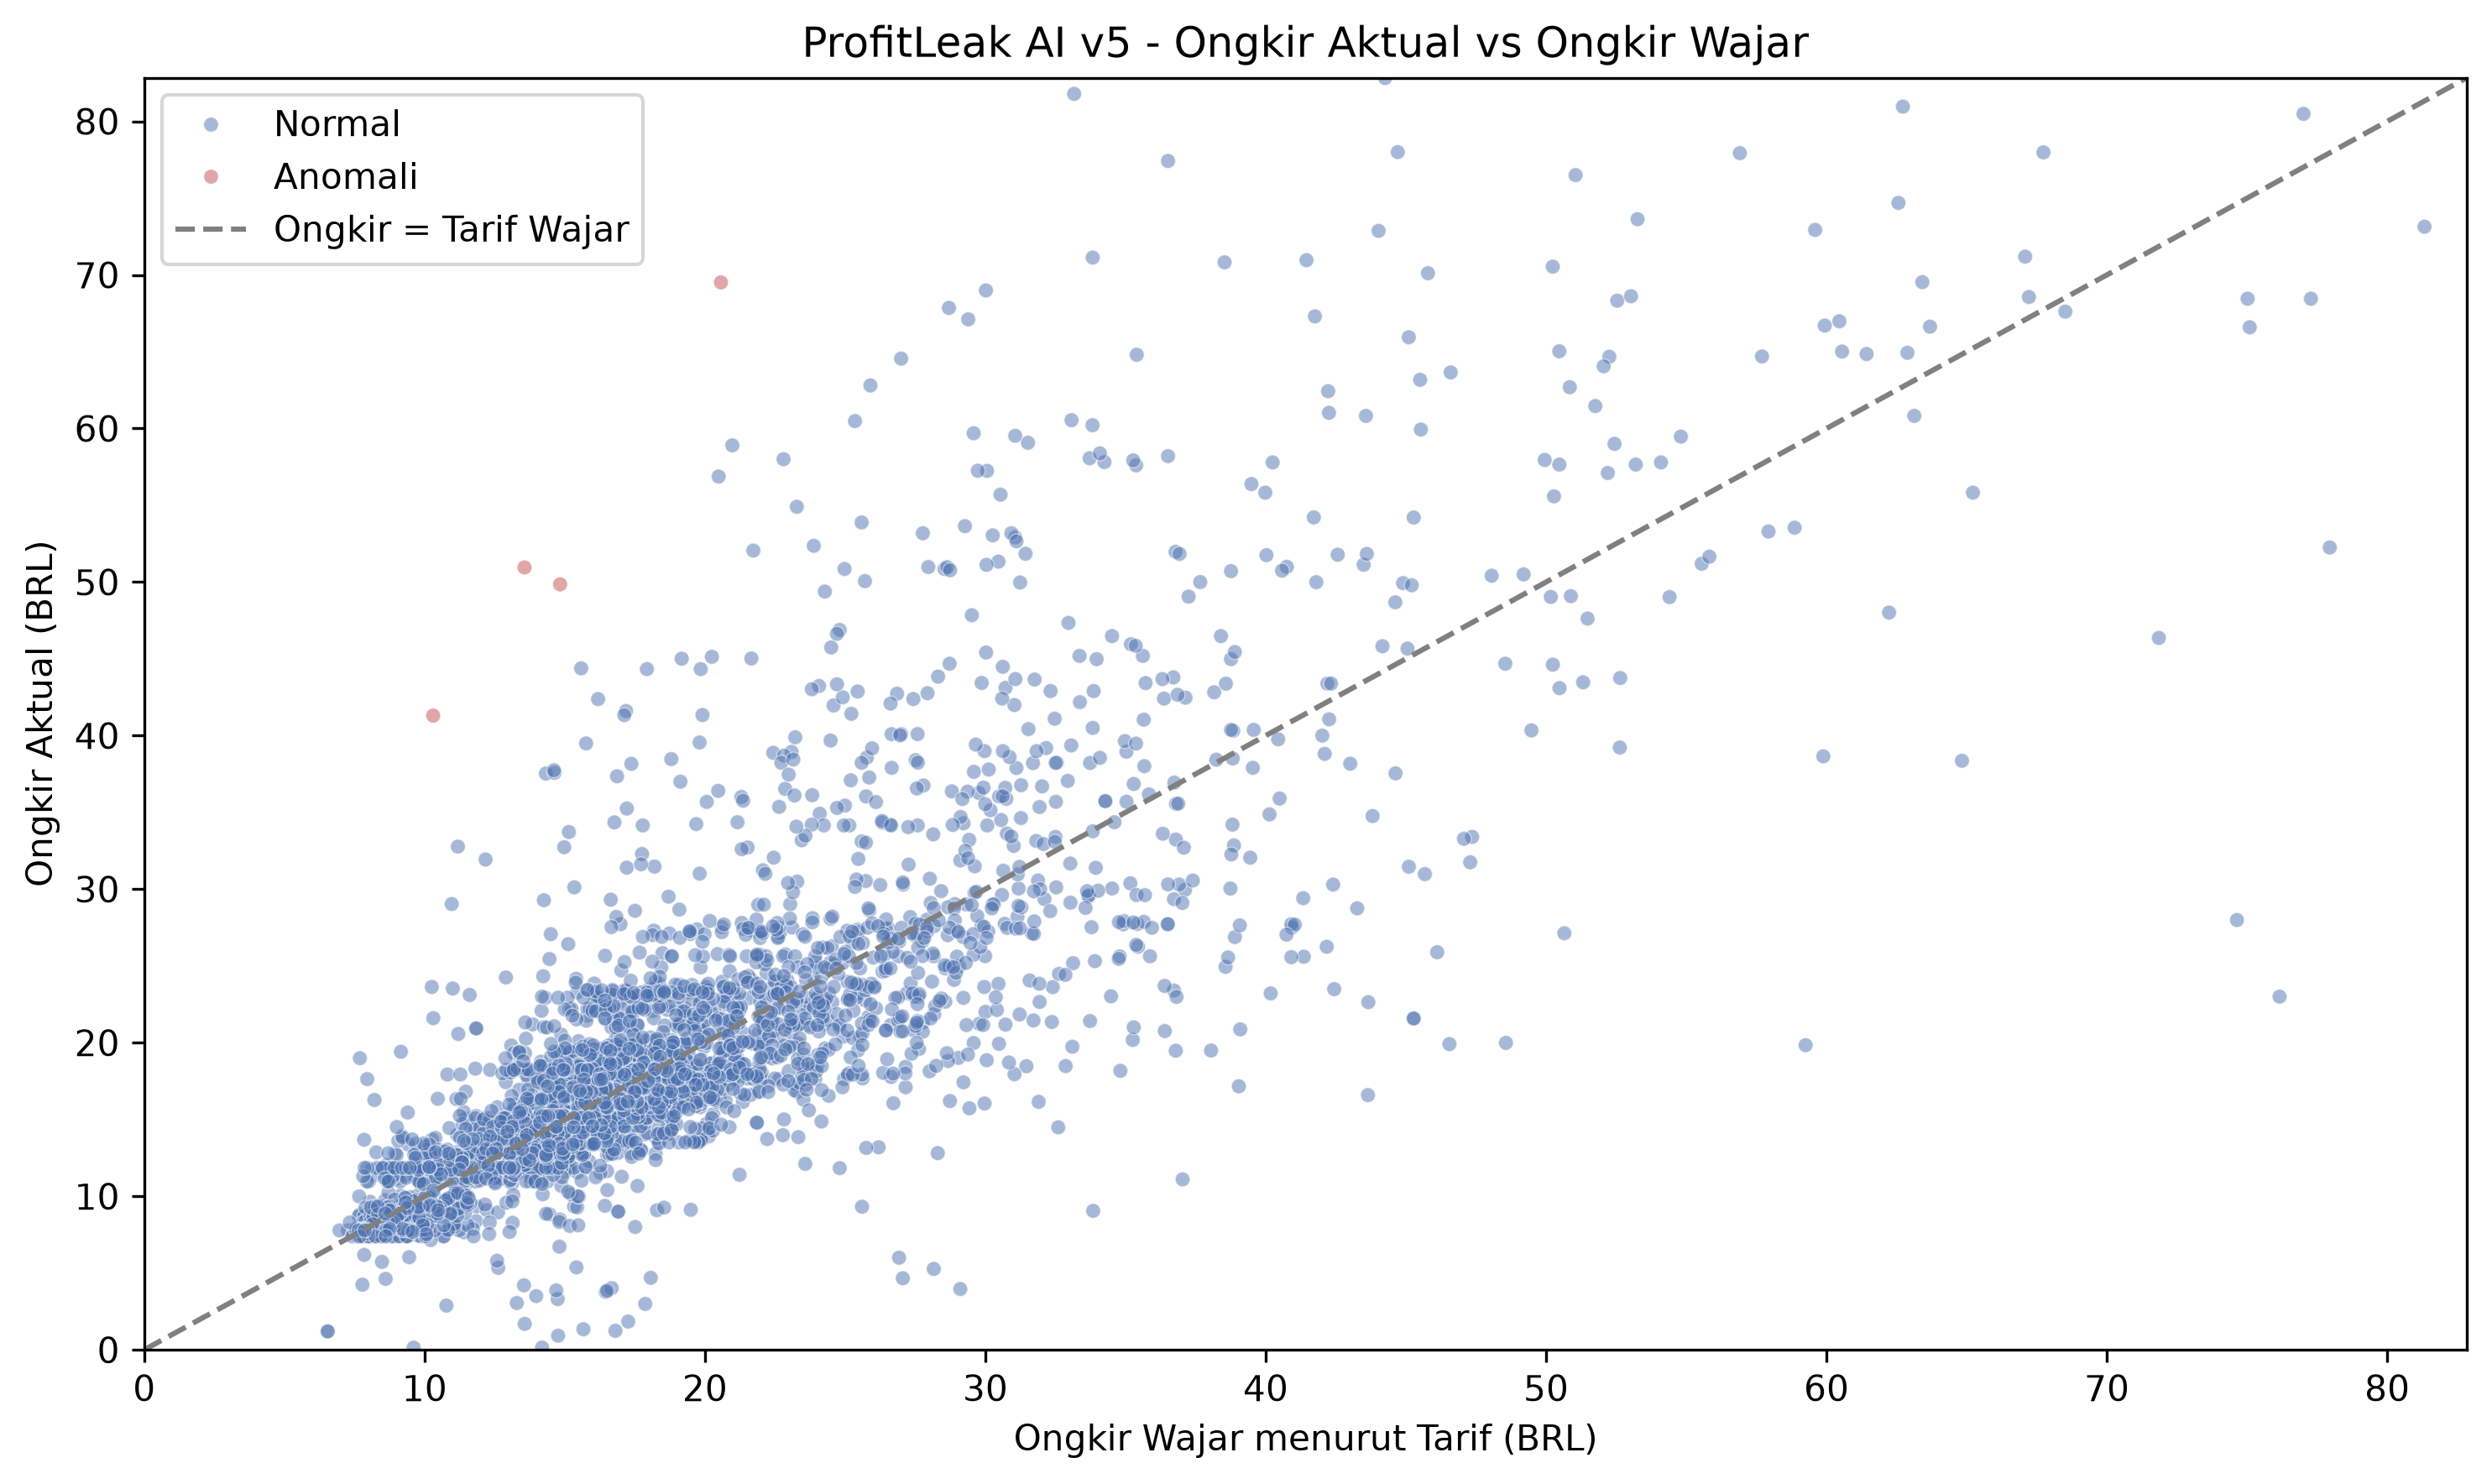 ProfitLeak AI v5 - Ongkir Aktual vs Ongkir Wajar
Normal
Anomali
Ongkir = Tarif Wajar
Ongkir Aktual (BRL)
80
70
60
50
40
30
20
10
0
0 10 20 30 40 50 60 70 80
Ongkir Wajar menurut Tarif (BRL)